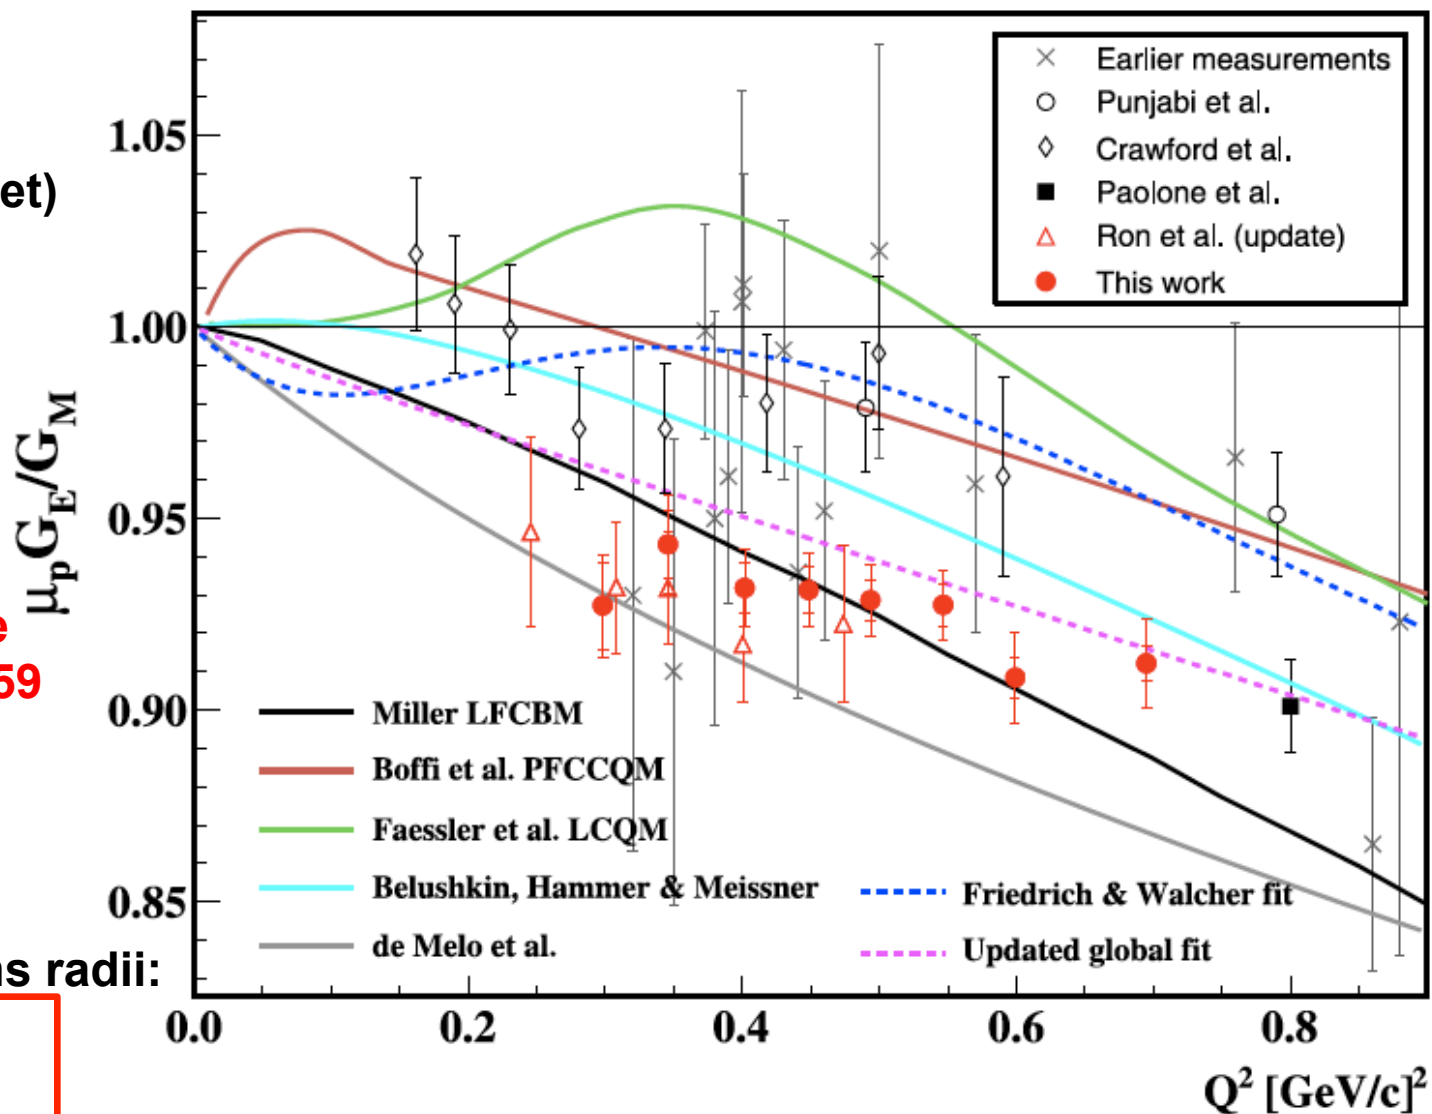 et)
e
59
ns radii:
μpGE/GM
1.05
1.00
0.95
0.90
0.85
Earlier measurements
Punjabi et al.
Crawford et al.
Paolone et al.
Ron et al. (update)
This work
Miller LFCBM
Boffi et al. PFCCQM
Faessler et al. LCQM
Belushkin, Hammer & Meissner
de Melo et al.
Friedrich & Walcher fit
Updated global fit
0.0 0.2 0.4 0.6 0.8
Q² [GeV/c]²